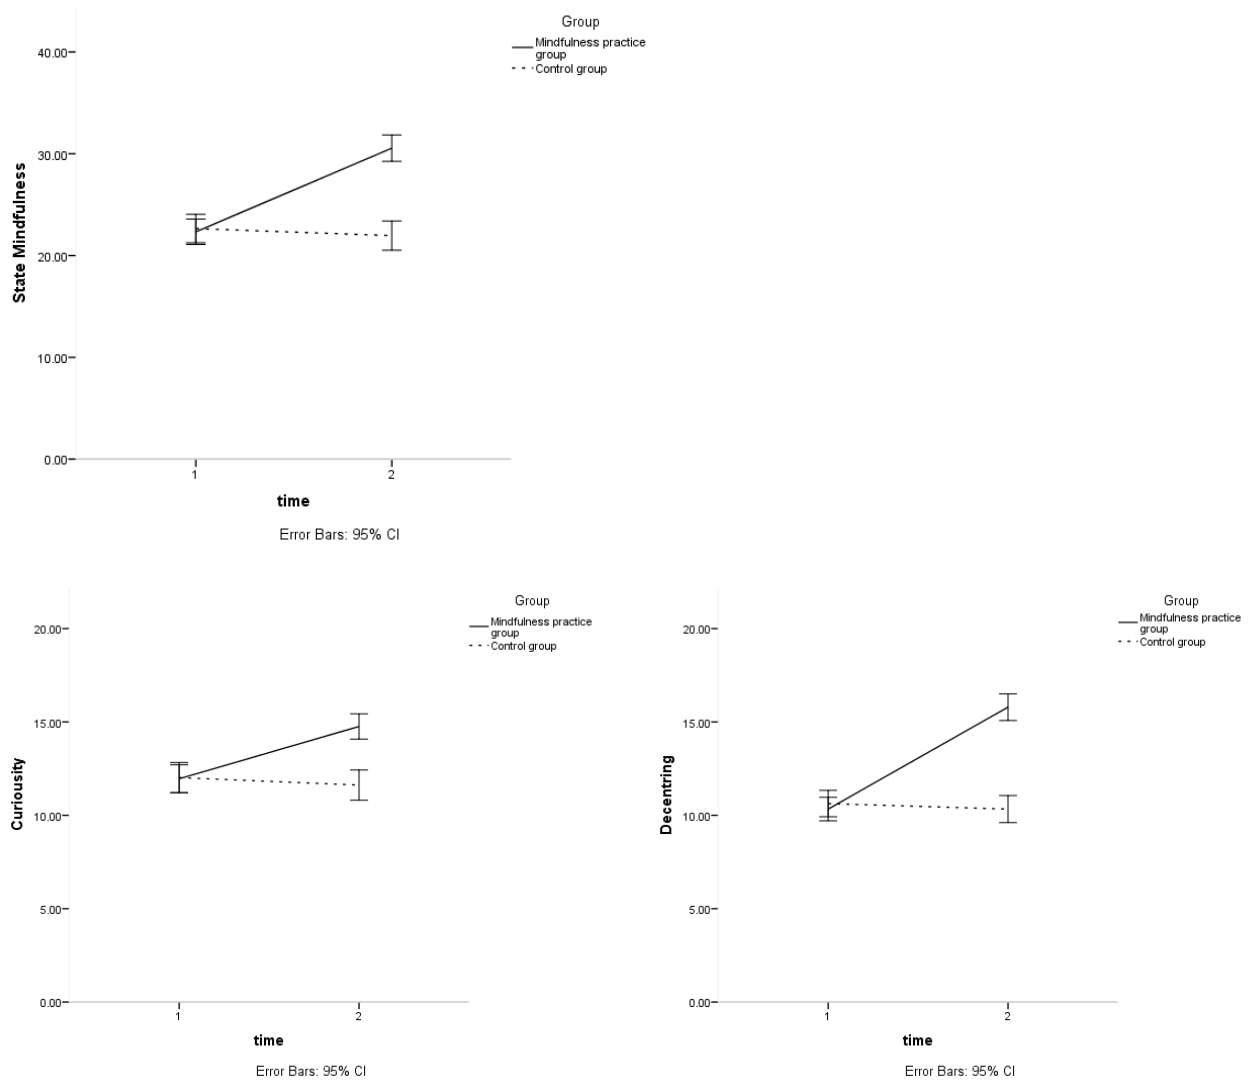 Group
Mindfulness practice
group
Control group
40.00
30.00
20.00
10.00
0.00
State Mindfulness
1
2
time
Error Bars: 95% CI
Group
Mindfulness practice
group
Control group
20.00
15.00
10.00
5.00
0.00
Curiousity
1
2
time
Error Bars: 95% CI
Group
Mindfulness practice
group
Control group
20.00
15.00
10.00
5.00
0.00
Decentring
1
2
time
Error Bars: 95% CI